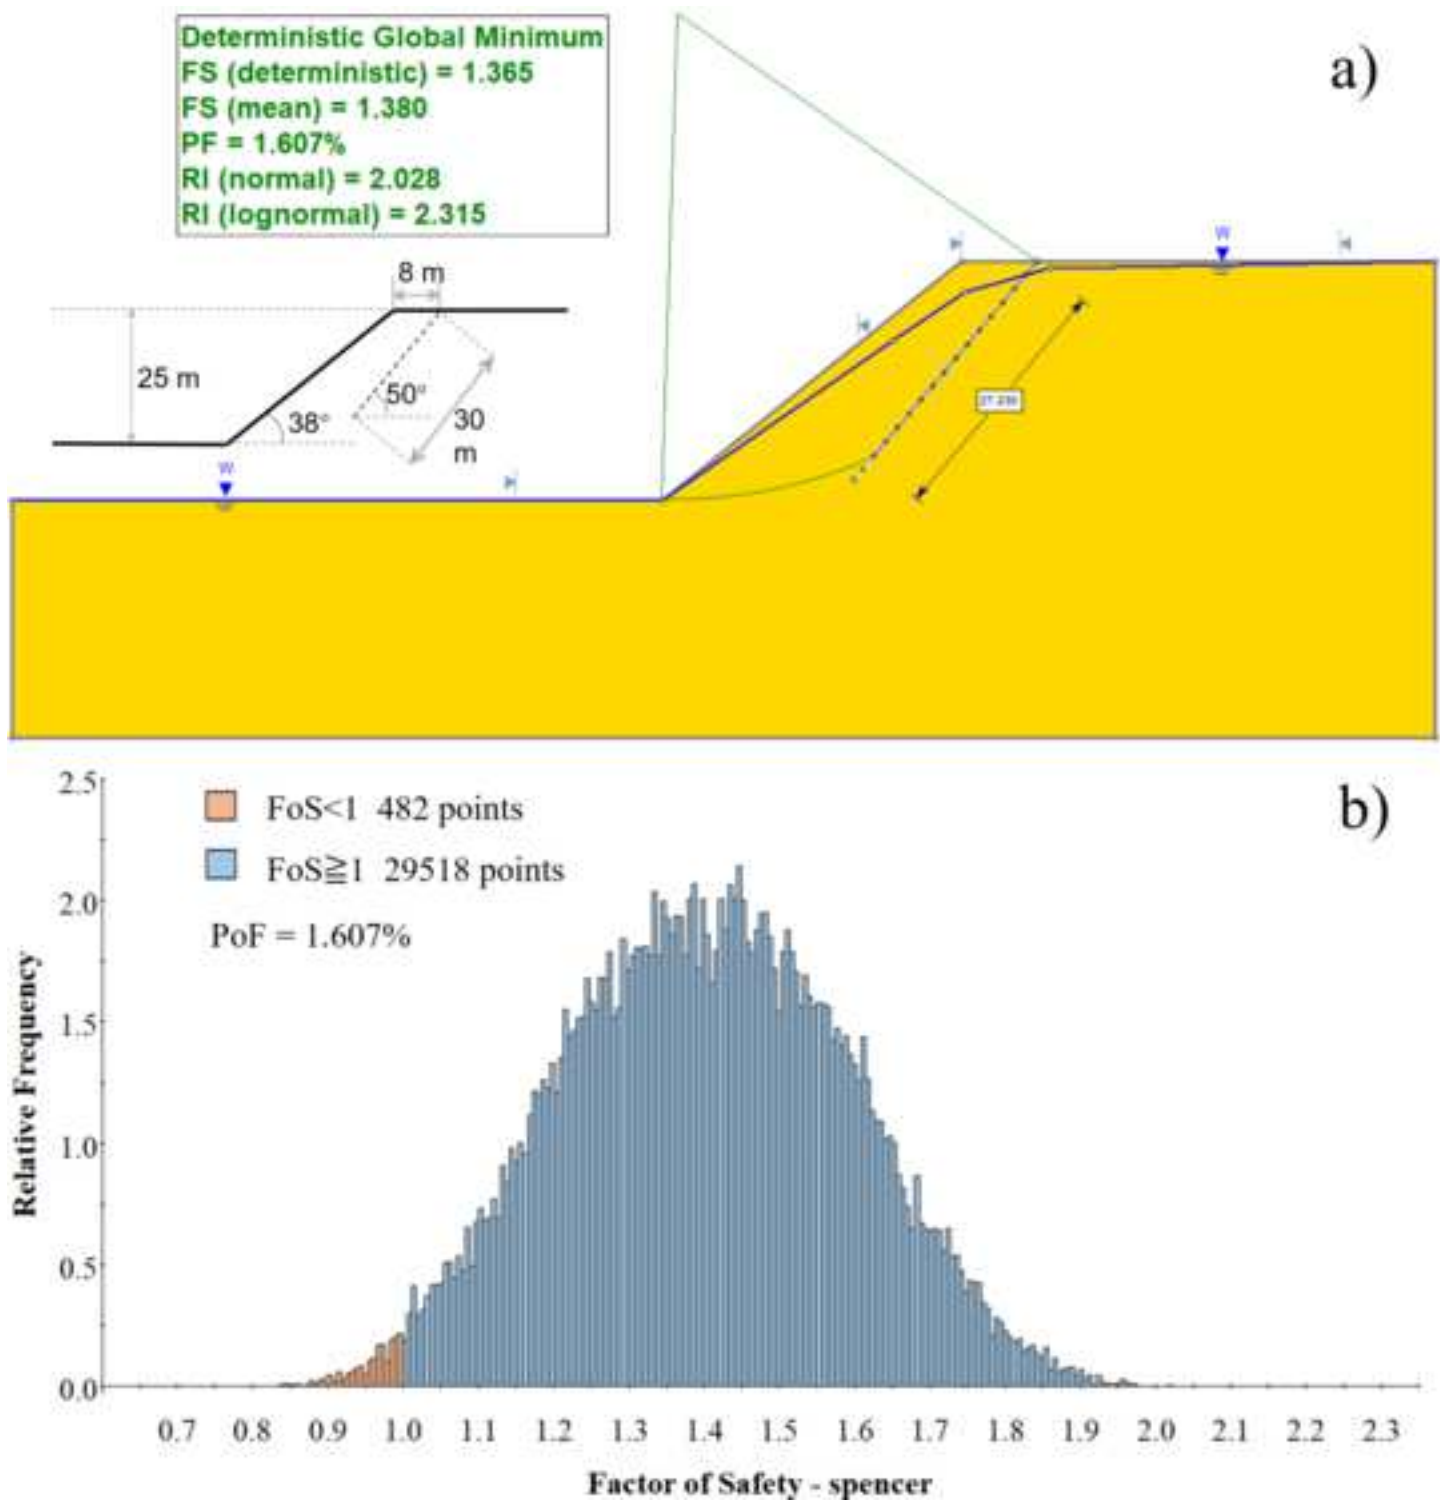 Deterministic Global Minimum
FS (deterministic) = 1.365
FS (mean) = 1.380
PF = 1.607%
RI (normal) = 2.028
RI (lognormal) = 2.315
a)
8 m
25 m
38°
50°
30
m
W
W
b)
FoS<1 482 points
FoS≧1 29518 points
PoF = 1.607%
Relative Frequency
2.5
2.0
1.5
1.0
0.5
0.0
0.7 0.8 0.9 1.0 1.1 1.2 1.3 1.4 1.5 1.6 1.7 1.8 1.9 2.0 2.1 2.2 2.3
Factor of Safety - spencer